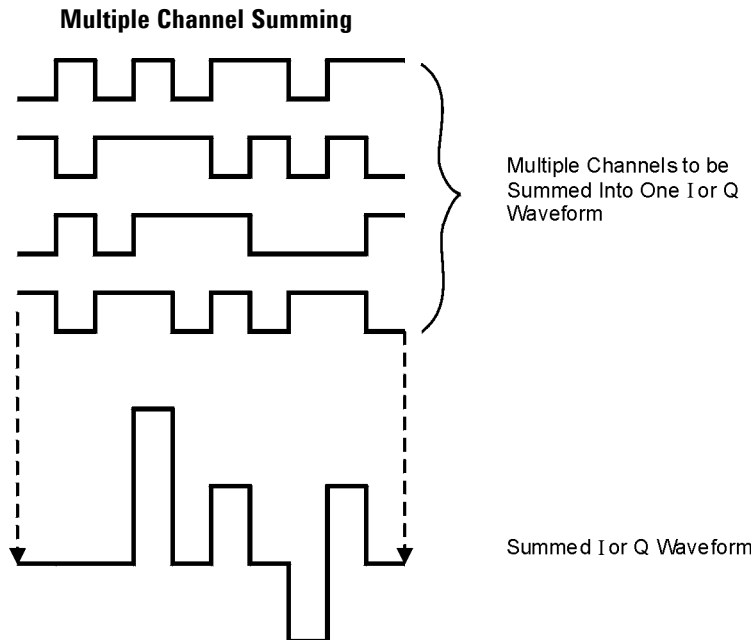 Multiple Channel Summing
Multiple Channels to be
Summed Into One I or Q
Waveform
Summed I or Q Waveform